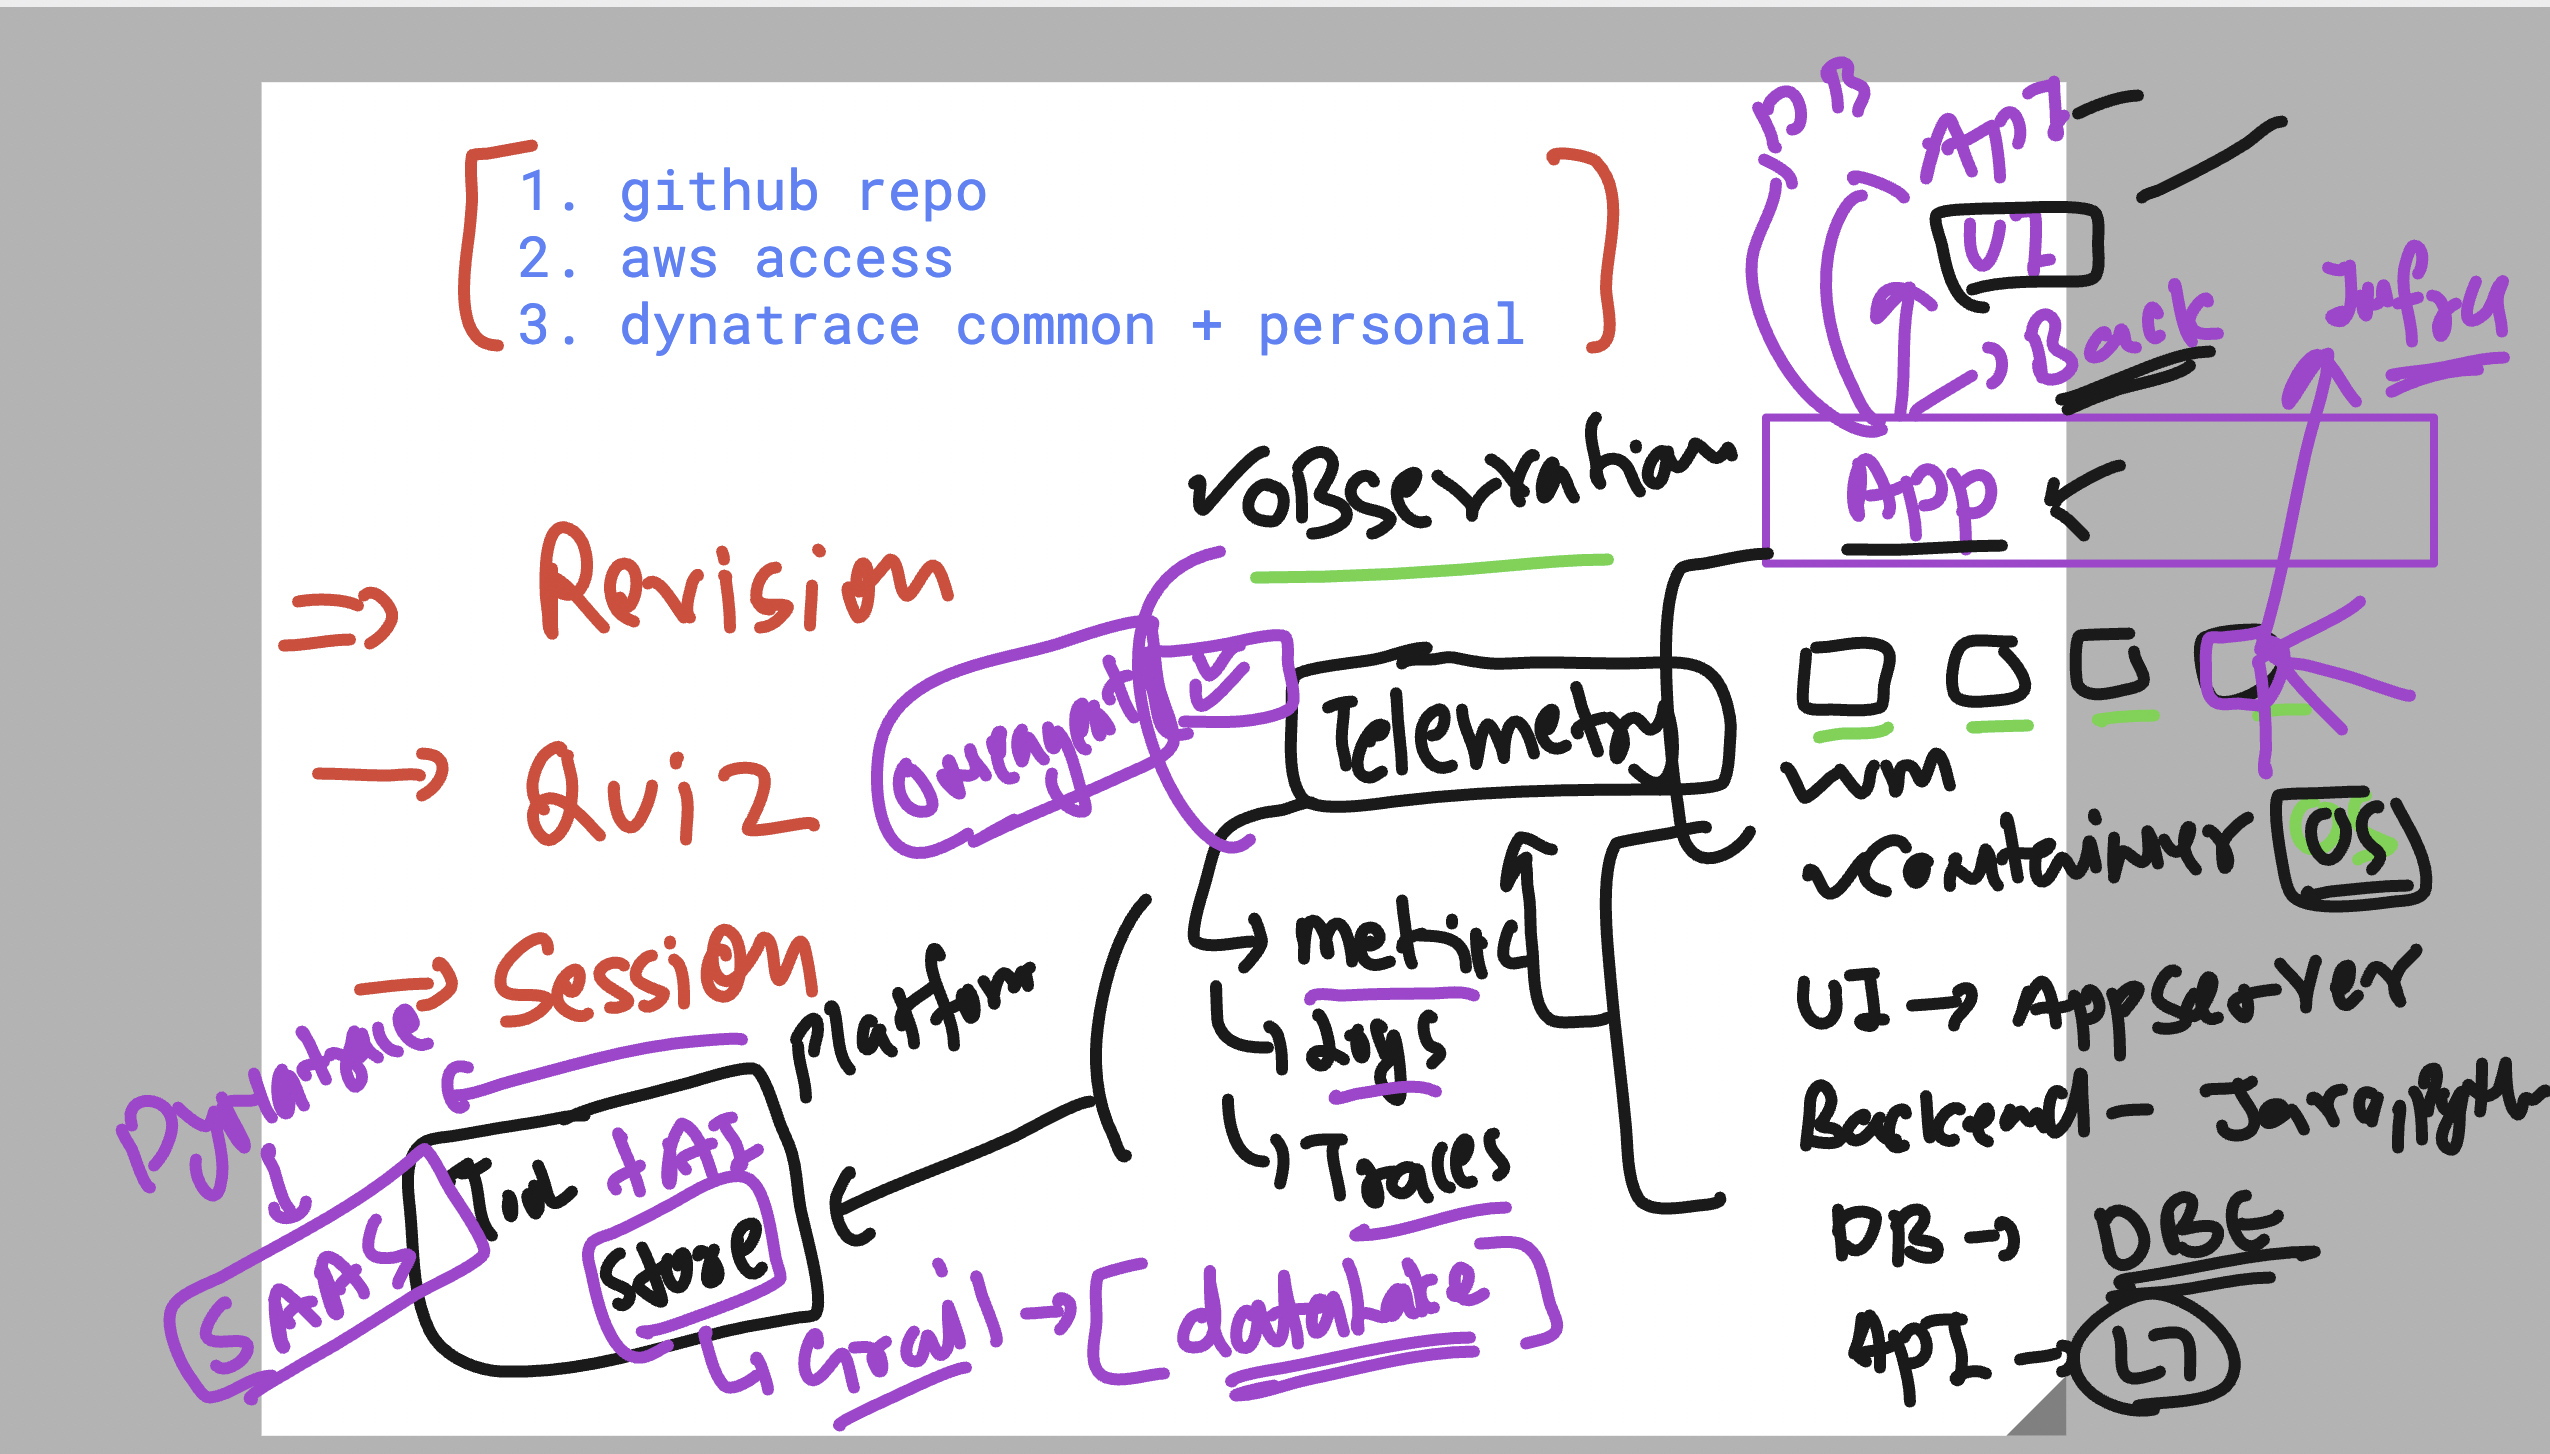 1. github repo
2. aws access
3. dynatrace common + personal
DB
API
UI
Back
Infra
App
oBservation
Revision
Oneagent
Telemetry
Quiz
vm
Container
OS
metric
Session
Platform
Logs
UI → Appserver
Dynatrace
Traces
Backend - Java, pyth
Tool + AI
Store
SAAS
DB → DBE
Grail → [dataLake]
API → L7